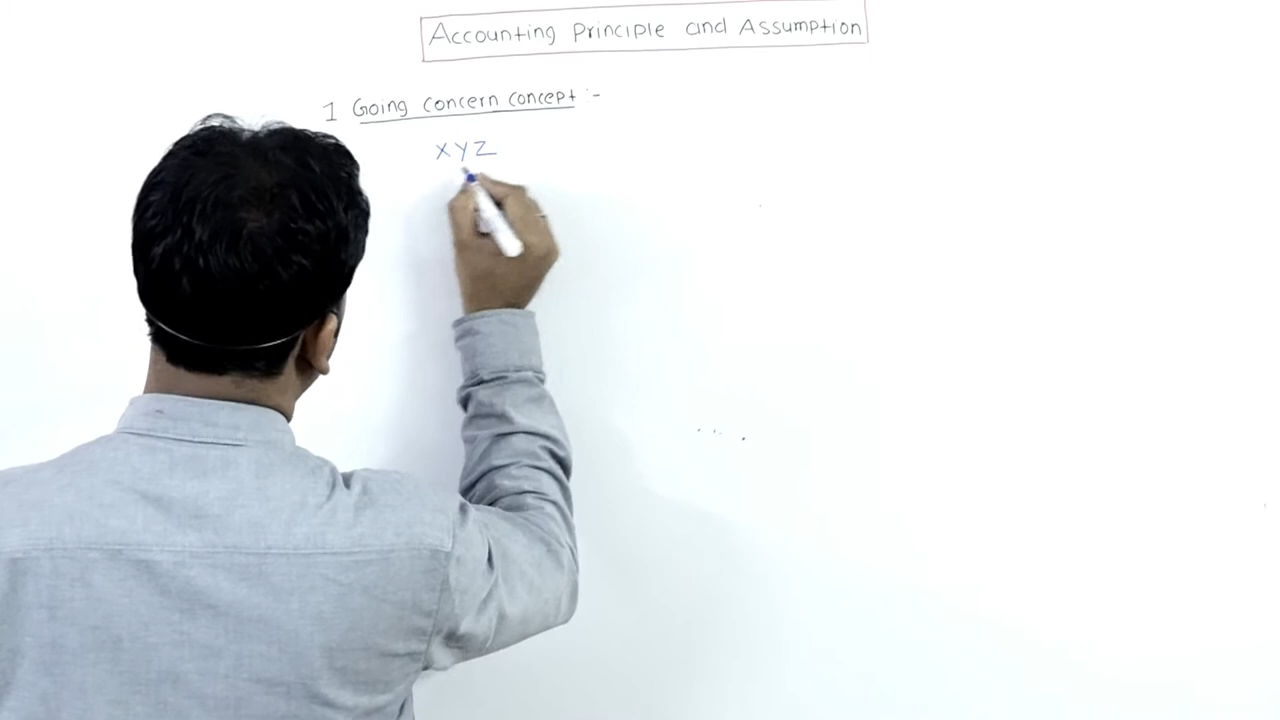 Accounting Principle and Assumption
1 Going concern concept :-
XYZ